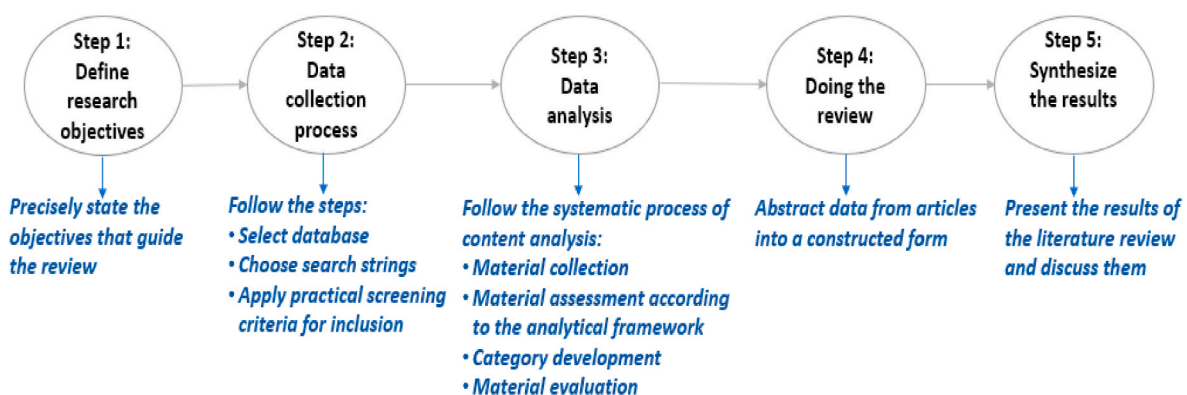 Step 1:
Define
research
objectives
Step 2:
Data
collection
process
Step 3:
Data
analysis
Step 4:
Doing the
review
Step 5:
Synthesize
the results
Precisely state the
objectives that guide
the review
Follow the steps:
• Select database
• Choose search strings
• Apply practical screening
criteria for inclusion
Follow the systematic process of
content analysis:
• Material collection
• Material assessment according
to the analytical framework
• Category development
• Material evaluation
Abstract data from articles
into a constructed form
Present the results of
the literature review
and discuss them